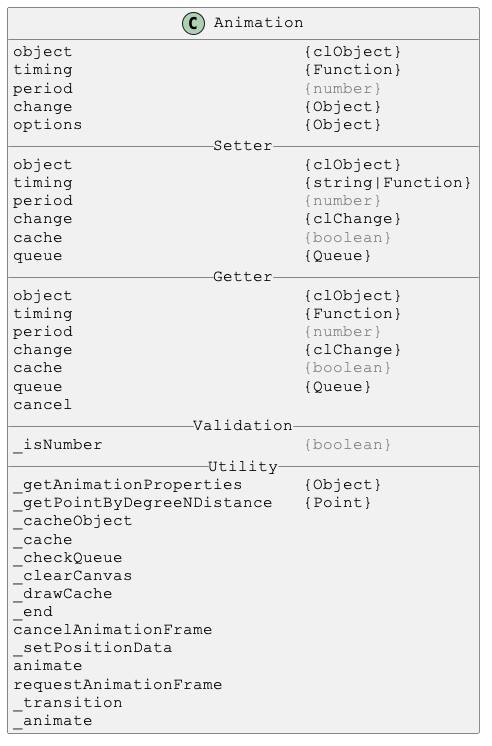 C Animation
object {clObject}
timing {Function}
period {number}
change {Object}
options {Object}
Setter
object {clObject}
timing {string|Function}
period {number}
change {clChange}
cache {boolean}
queue {Queue}
Getter
object {clObject}
timing {Function}
period {number}
change {clChange}
cache {boolean}
queue {Queue}
cancel
Validation
_isNumber {boolean}
Utility
_getAnimationProperties {Object}
_getPointByDegreeNDistance {Point}
_cacheObject
_cache
_checkQueue
_clearCanvas
_drawCache
_end
cancelAnimationFrame
_setPositionData
animate
requestAnimationFrame
_transition
_animate